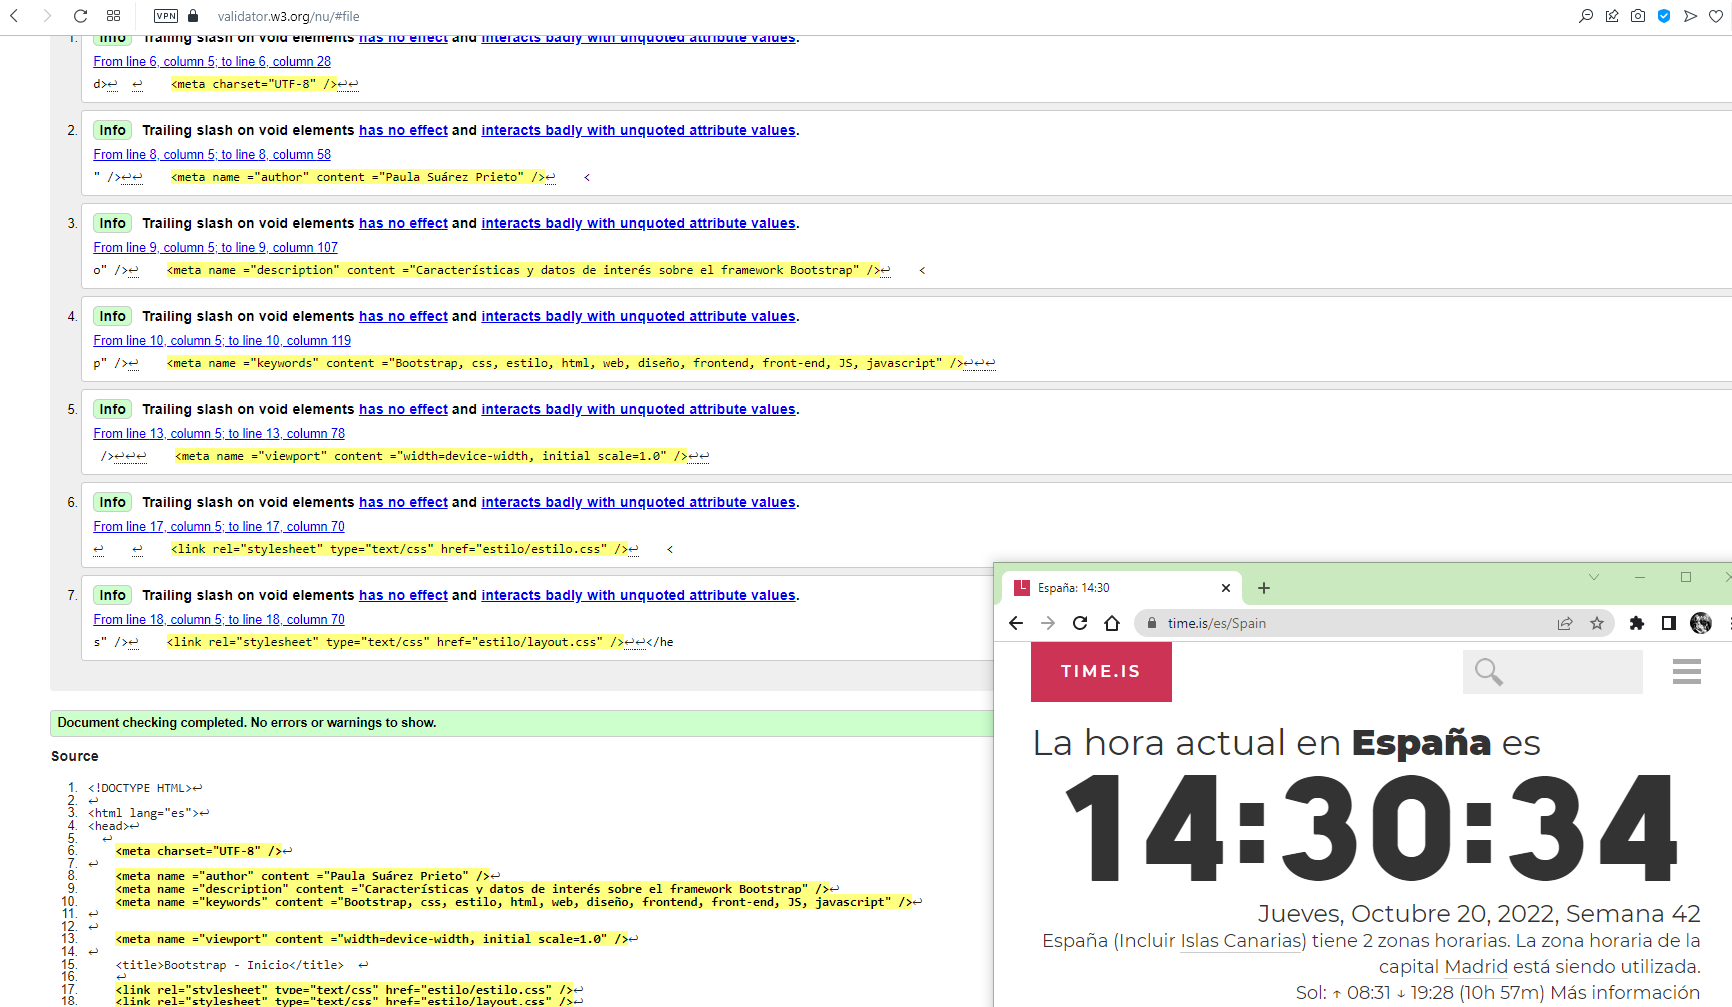 VPN validator.w3.org/nu/#file
1. Info Trailing slash on void elements has no effect and interacts badly with unquoted attribute values.
From line 6, column 5; to line 6, column 28
d>↩ ↩ <meta charset="UTF-8" />↩↩
2. Info Trailing slash on void elements has no effect and interacts badly with unquoted attribute values.
From line 8, column 5; to line 8, column 58
" />↩↩ <meta name ="author" content ="Paula Suárez Prieto" />↩ <
3. Info Trailing slash on void elements has no effect and interacts badly with unquoted attribute values.
From line 9, column 5; to line 9, column 107
o" />↩ <meta name ="description" content ="Características y datos de interés sobre el framework Bootstrap" />↩ <
4. Info Trailing slash on void elements has no effect and interacts badly with unquoted attribute values.
From line 10, column 5; to line 10, column 119
p" />↩ <meta name ="keywords" content ="Bootstrap, css, estilo, html, web, diseño, frontend, front-end, JS, javascript" />↩↩↩
5. Info Trailing slash on void elements has no effect and interacts badly with unquoted attribute values.
From line 13, column 5; to line 13, column 78
/>↩↩↩ <meta name ="viewport" content ="width=device-width, initial scale=1.0" />↩↩
6. Info Trailing slash on void elements has no effect and interacts badly with unquoted attribute values.
From line 17, column 5; to line 17, column 70
↩ ↩ <link rel="stylesheet" type="text/css" href="estilo/estilo.css" />↩ <
7. Info Trailing slash on void elements has no effect and interacts badly with unquoted attribute values.
From line 18, column 5; to line 18, column 70
s" />↩ <link rel="stylesheet" type="text/css" href="estilo/layout.css" />↩↩</he
Document checking completed. No errors or warnings to show.
Source
1. <!DOCTYPE HTML>↩
2. ↩
3. <html lang="es">↩
4. <head>↩
5. ↩
6. <meta charset="UTF-8" />↩
7. ↩
8. <meta name ="author" content ="Paula Suárez Prieto" />↩
9. <meta name ="description" content ="Características y datos de interés sobre el framework Bootstrap" />↩
10. <meta name ="keywords" content ="Bootstrap, css, estilo, html, web, diseño, frontend, front-end, JS, javascript" />↩
11. ↩
12. ↩
13. <meta name ="viewport" content ="width=device-width, initial scale=1.0" />↩
14. ↩
15. <title>Bootstrap - Inicio</title> ↩
16. ↩
17. <link rel="stylesheet" type="text/css" href="estilo/estilo.css" />↩
18. <link rel="stylesheet" type="text/css" href="estilo/layout.css" />↩
España: 14:30
time.is/es/Spain
TIME.IS
La hora actual en España es
14:30:34
Jueves, Octubre 20, 2022, Semana 42
España (Incluir Islas Canarias) tiene 2 zonas horarias. La zona horaria de la
capital Madrid está siendo utilizada.
Sol: ↑ 08:31 ↓ 19:28 (10h 57m) Más información